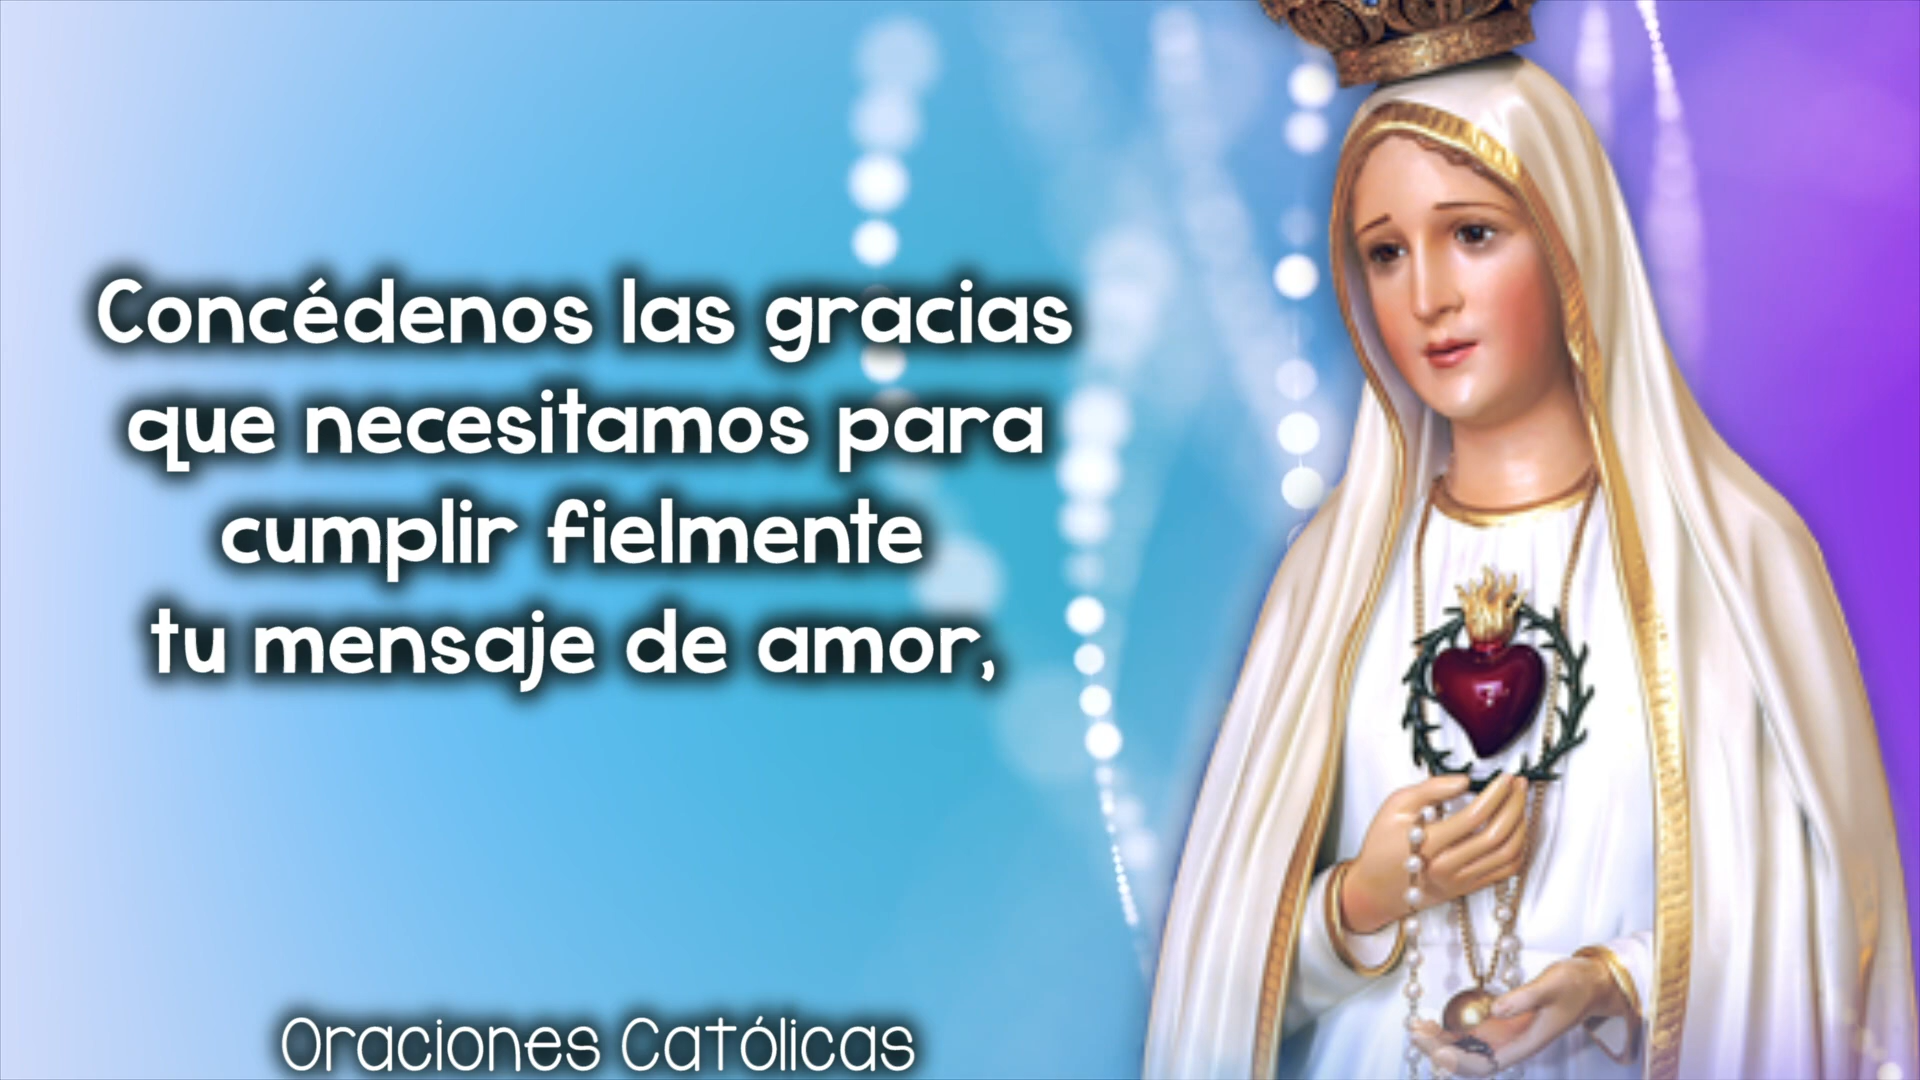 Concédenos las gracias
que necesitamos para
cumplir fielmente
tu mensaje de amor,
Oraciones Católicas